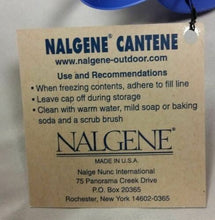 NALGENE® CANTENE
www.nalgene-outdoor.com
Use and Recommendations
• When freezing contents, adhere to fill line
• Leave cap off during storage
• Clean with warm water, mild soap or baking
soda and a scrub brush
NALGENE®
MADE IN U.S.A.
Nalge Nunc International
75 Panorama Creek Drive
P.O. Box 20365
Rochester, New York 14602-0365